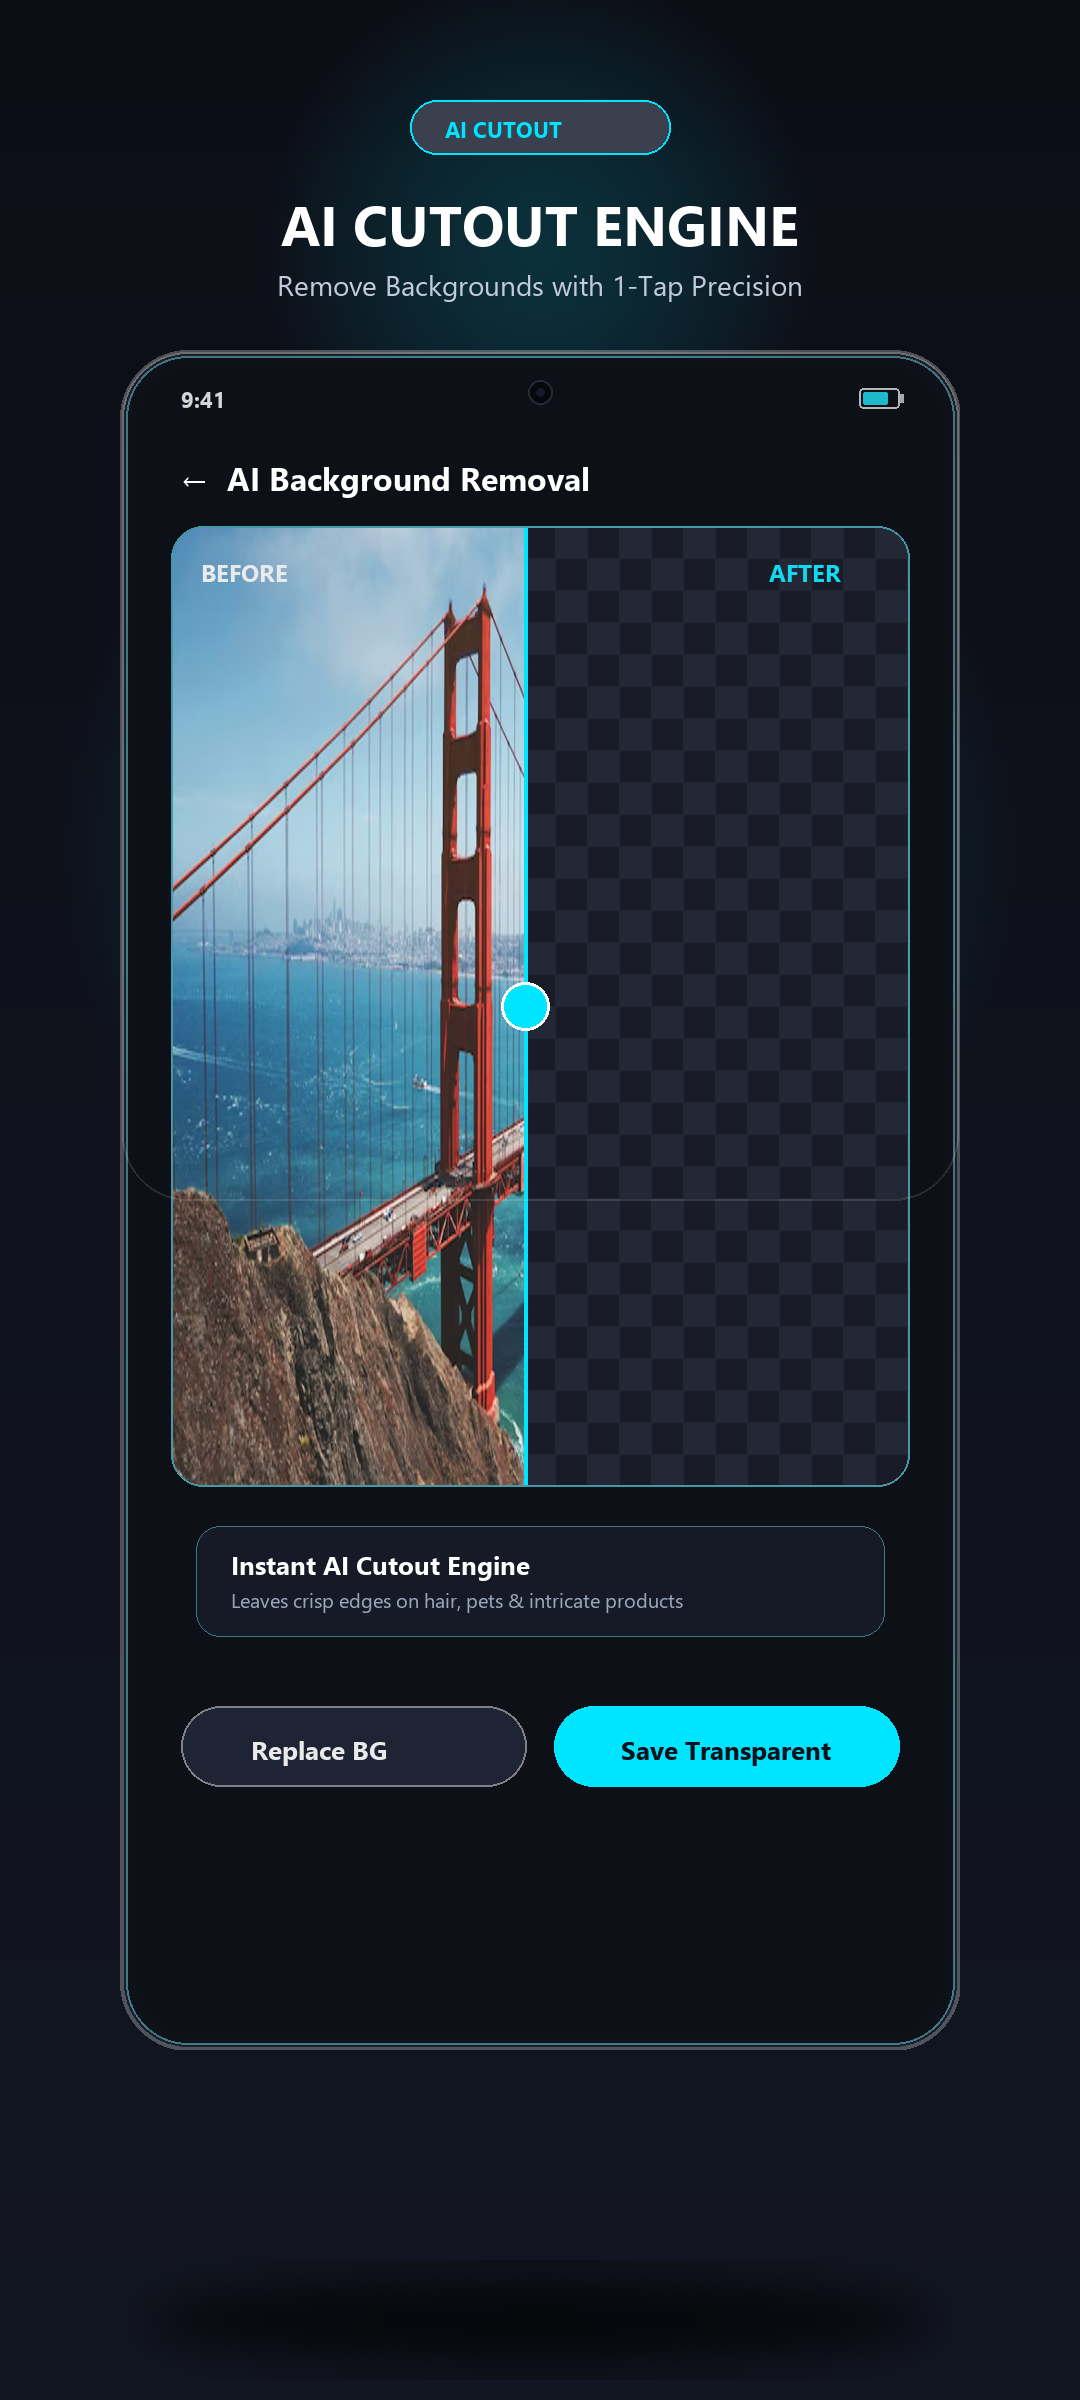 AI CUTOUT
AI CUTOUT ENGINE
Remove Backgrounds with 1-Tap Precision
9:41
← AI Background Removal
BEFORE
AFTER
Instant AI Cutout Engine
Leaves crisp edges on hair, pets & intricate products
Replace BG
Save Transparent